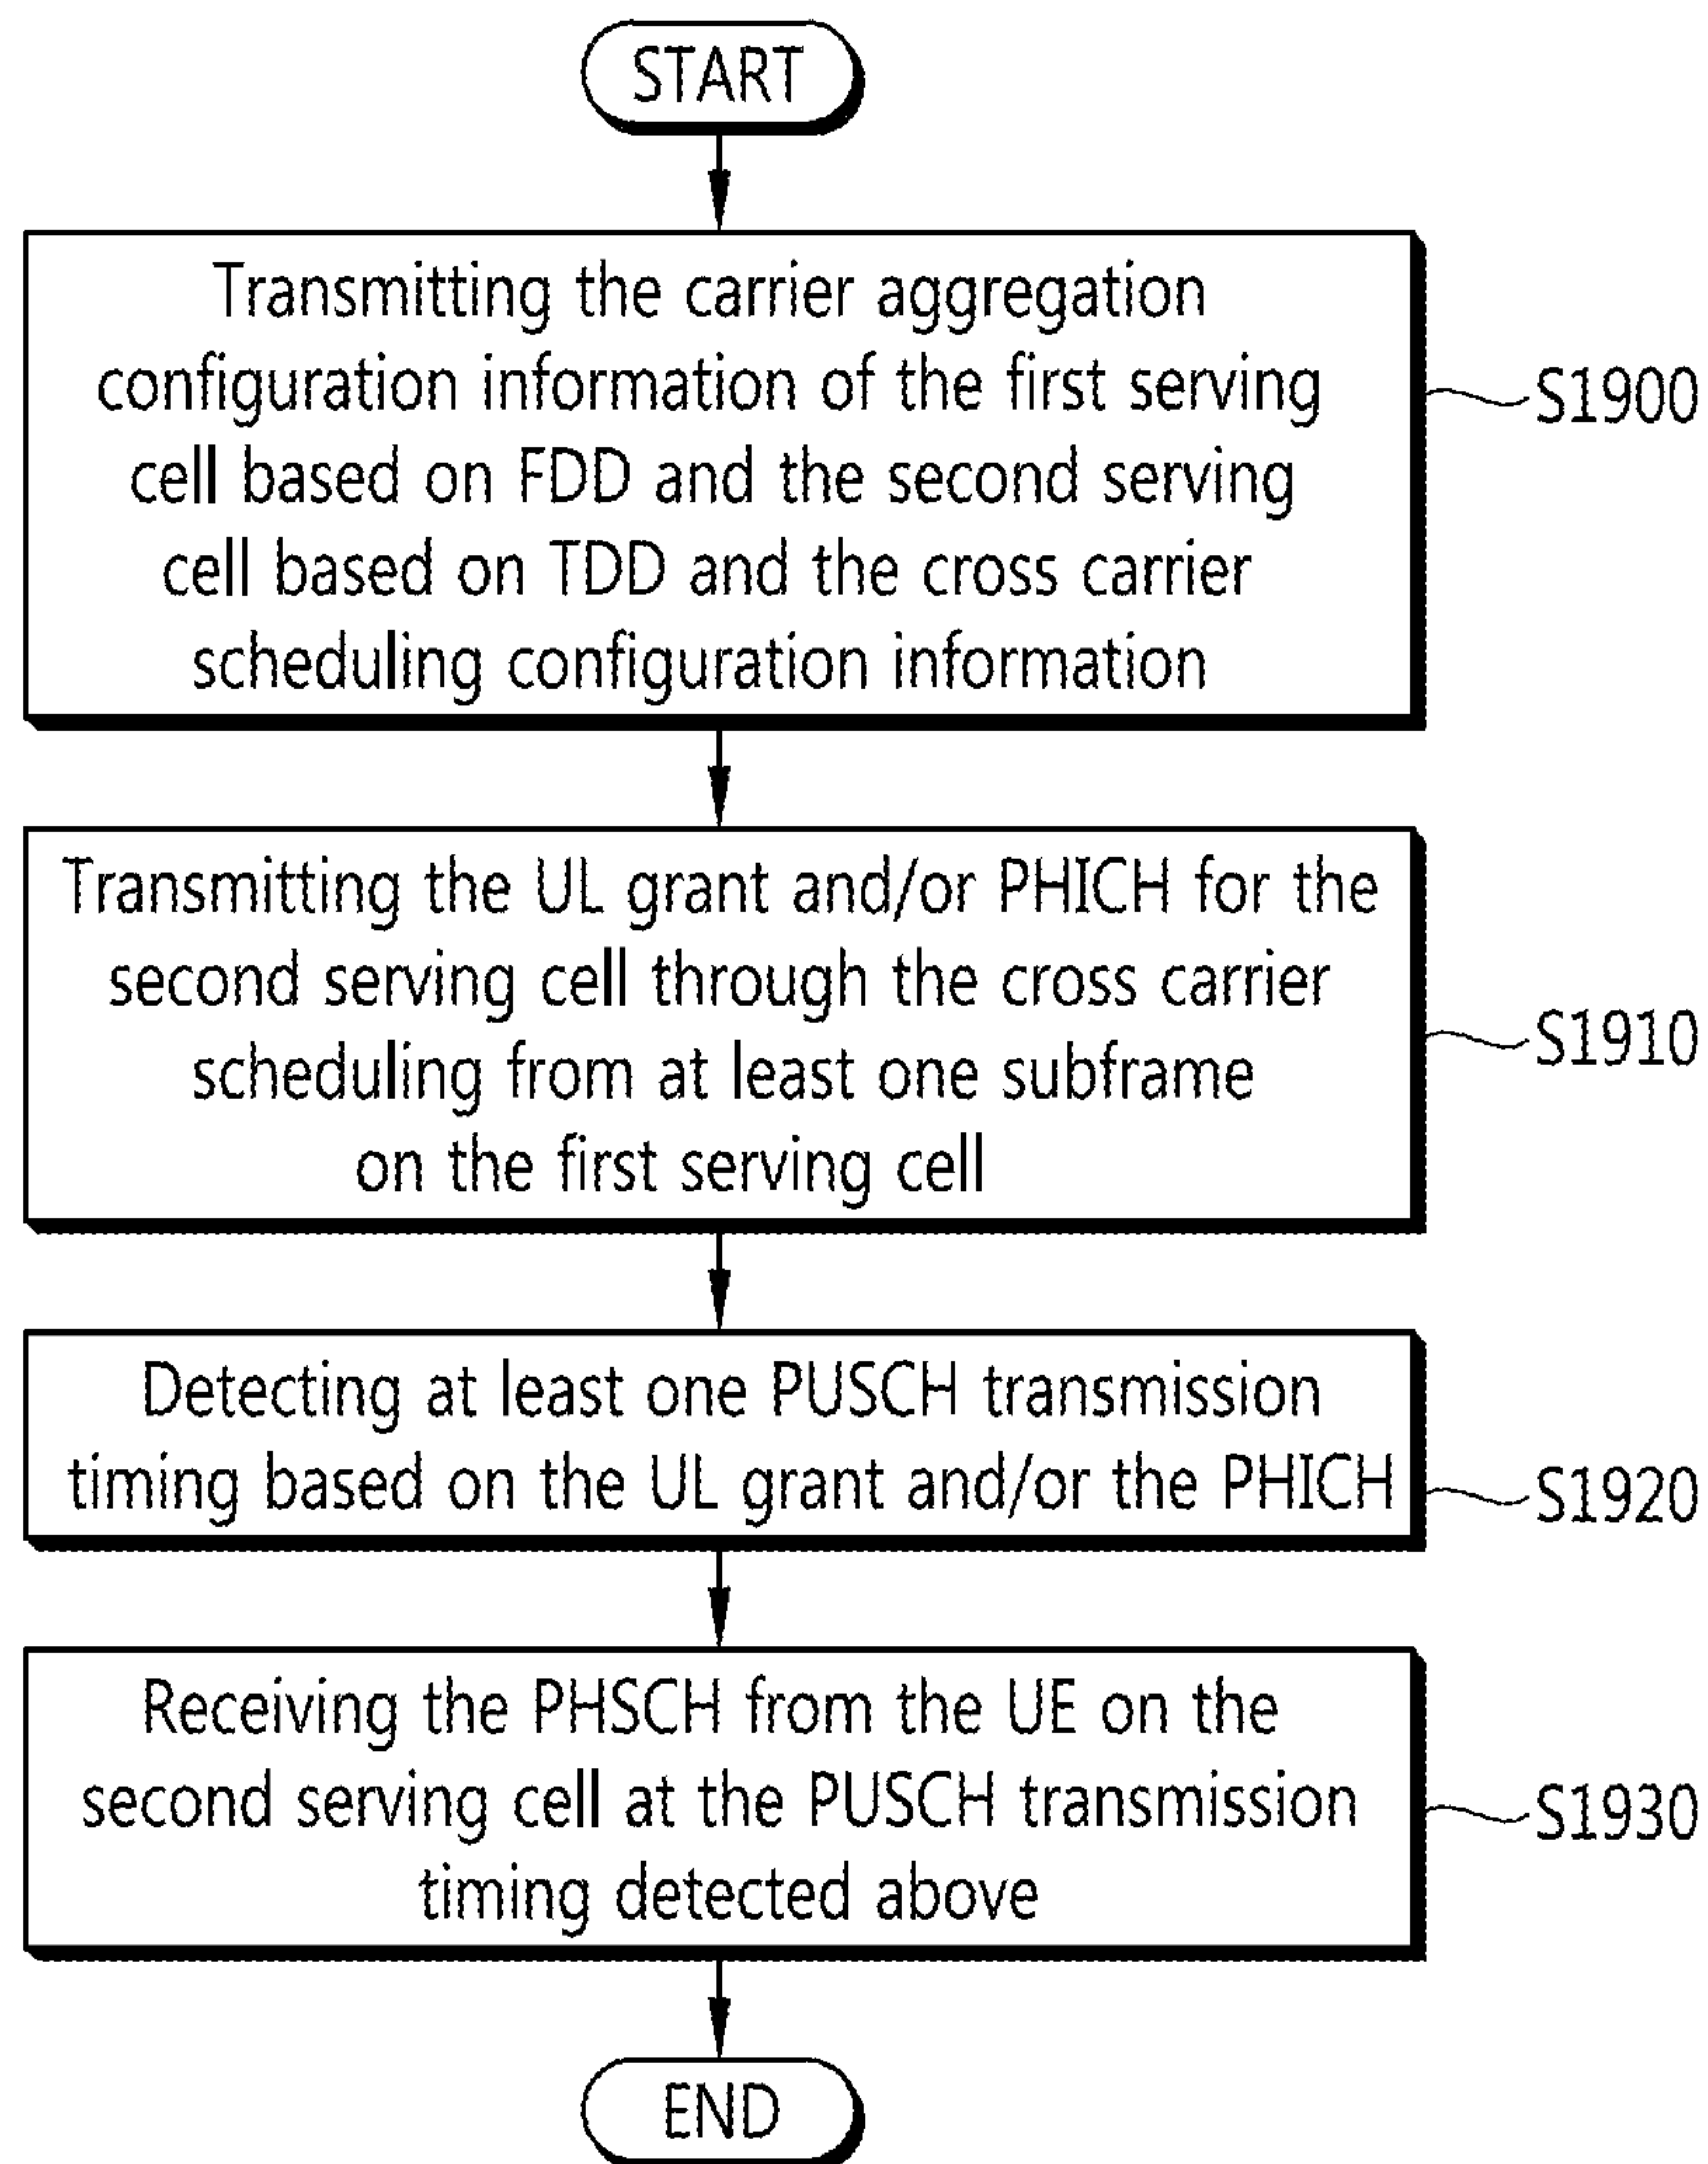 START
Transmitting the carrier aggregation
configuration information of the first serving
cell based on FDD and the second serving
cell based on TDD and the cross carrier
scheduling configuration information
S1900
Transmitting the UL grant and/or PHICH for the
second serving cell through the cross carrier
scheduling from at least one subframe
on the first serving cell
S1910
Detecting at least one PUSCH transmission
timing based on the UL grant and/or the PHICH
S1920
Receiving the PHSCH from the UE on the
second serving cell at the PUSCH transmission
timing detected above
S1930
END